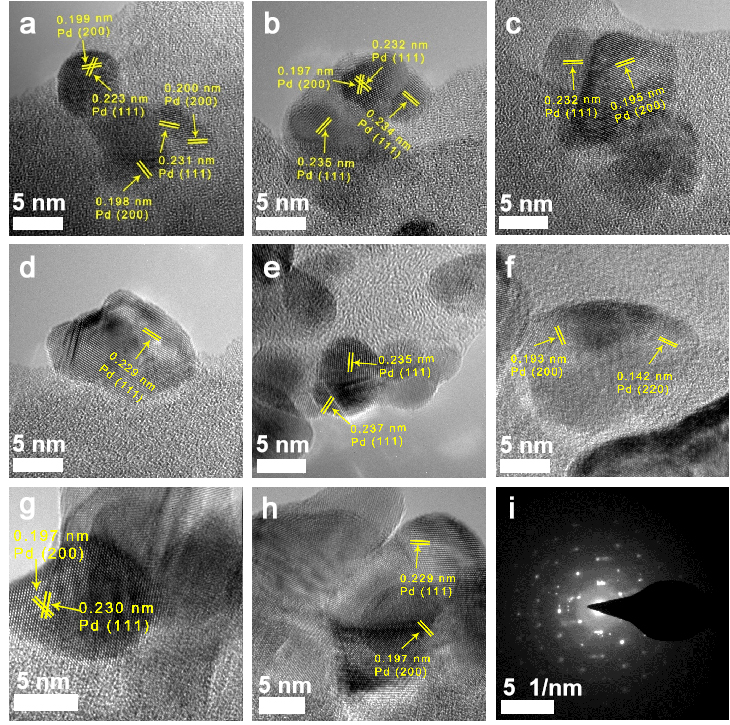 a
0.199 nm
Pd (200)
0.223 nm
Pd (111)
0.200 nm
Pd (200)
0.231 nm
Pd (111)
0.198 nm
Pd (200)
5 nm
b
0.232 nm
Pd (111)
0.197 nm
Pd (200)
0.234 nm
Pd (111)
0.235 nm
Pd (111)
5 nm
c
0.232 nm
Pd (111)
0.195 nm
Pd (200)
5 nm
d
0.229 nm
Pd (111)
5 nm
e
0.235 nm
Pd (111)
0.237 nm
Pd (111)
5 nm
f
0.193 nm
Pd (200)
0.142 nm
Pd (220)
5 nm
g
0.197 nm
Pd (200)
0.230 nm
Pd (111)
5 nm
h
0.229 nm
Pd (111)
0.197 nm
Pd (200)
5 nm
i
5 1/nm